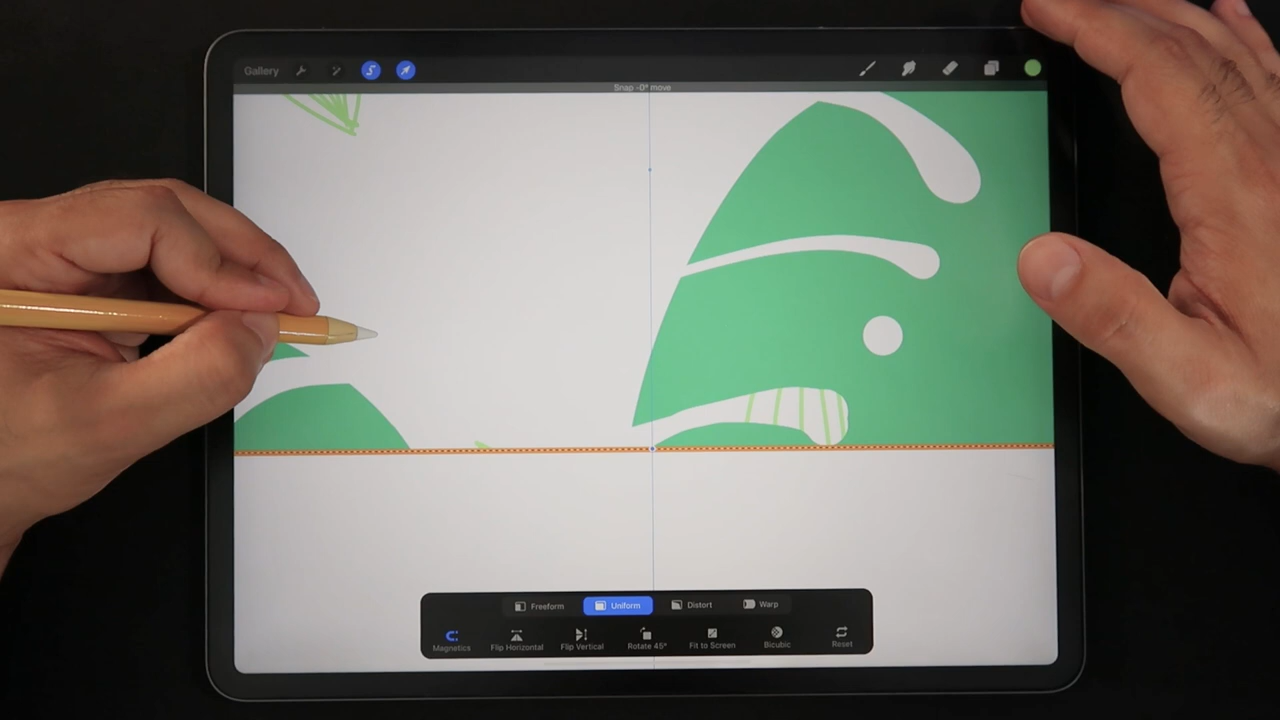 Gallery
Snap -0° move
Freeform Uniform Distort Warp
Magnetics Flip Horizontal Flip Vertical Rotate 45° Fit to Screen Bicubic Reset